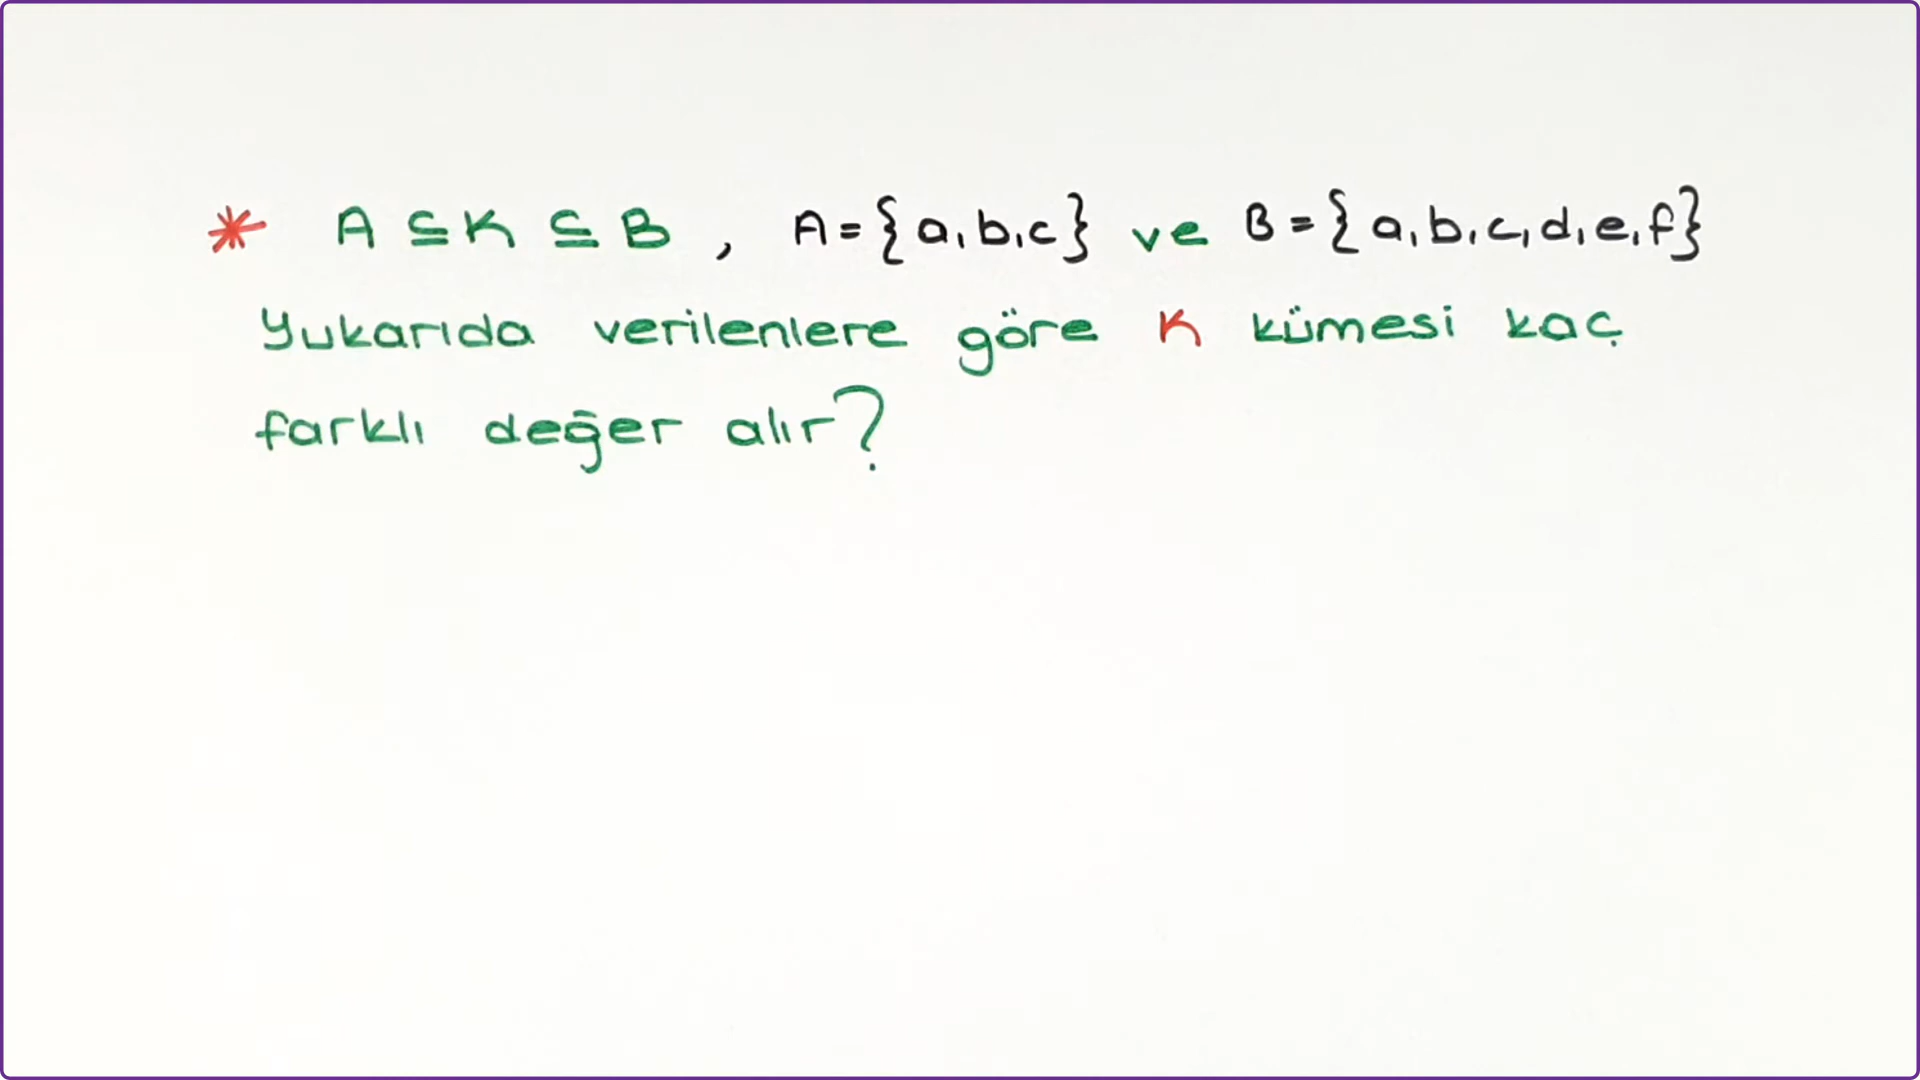 * A ⊆ K ⊆ B , A = {a, b, c} ve B = {a, b, c, d, e, f}
Yukarıda verilenlere göre K kümesi kaç
farklı değer alır?